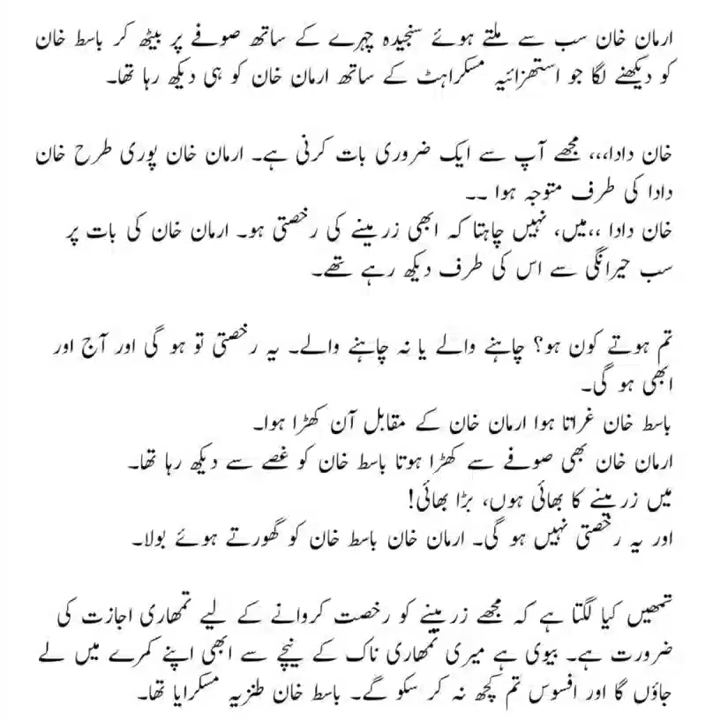 ارمان خان سب سے ملتے ہوئے سنجیدہ چہرے کے ساتھ صوفے پر بیٹھ کر باسط خان
کو دیکھنے لگا جو استھزائیہ مسکراہٹ کے ساتھ ارمان خان کو ہی دیکھ رہا تھا۔
خان دادا،،، مجھے آپ سے ایک ضروری بات کرنی ہے۔ ارمان خان پوری طرح خان
دادا کی طرف متوجہ ہوا ۔۔
خان دادا ،،میں، نہیں چاہتا کہ ابھی زرمینے کی رخصتی ہو۔ ارمان خان کی بات پر
سب حیرانگی سے اس کی طرف دیکھ رہے تھے۔
تم ہوتے کون ہو؟ چاہنے والے یا نہ چاہنے والے۔ یہ رخصتی تو ہو گی اور آج اور
ابھی ہو گی۔
باسط خان غراتا ہوا ارمان خان کے مقابل آن کھڑا ہوا۔
ارمان خان بھی صوفے سے کھڑا ہوتا باسط خان کو غصے سے دیکھ رہا تھا۔
میں زرمینے کا بھائی ہوں، بڑا بھائی!
اور یہ رخصتی نہیں ہو گی۔ ارمان خان باسط خان کو گھورتے ہوئے بولا۔
تمھیں کیا لگتا ہے کہ مجھے زرمینے کو رخصت کروانے کے لیے تمھاری اجازت کی
ضرورت ہے۔ بیوی ہے میری تمھاری ناک کے نیچے سے ابھی اپنے کمرے میں لے
جاؤں گا اور افسوس تم کچھ نہ کر سکو گے۔ باسط خان طنزیہ مسکرایا تھا۔